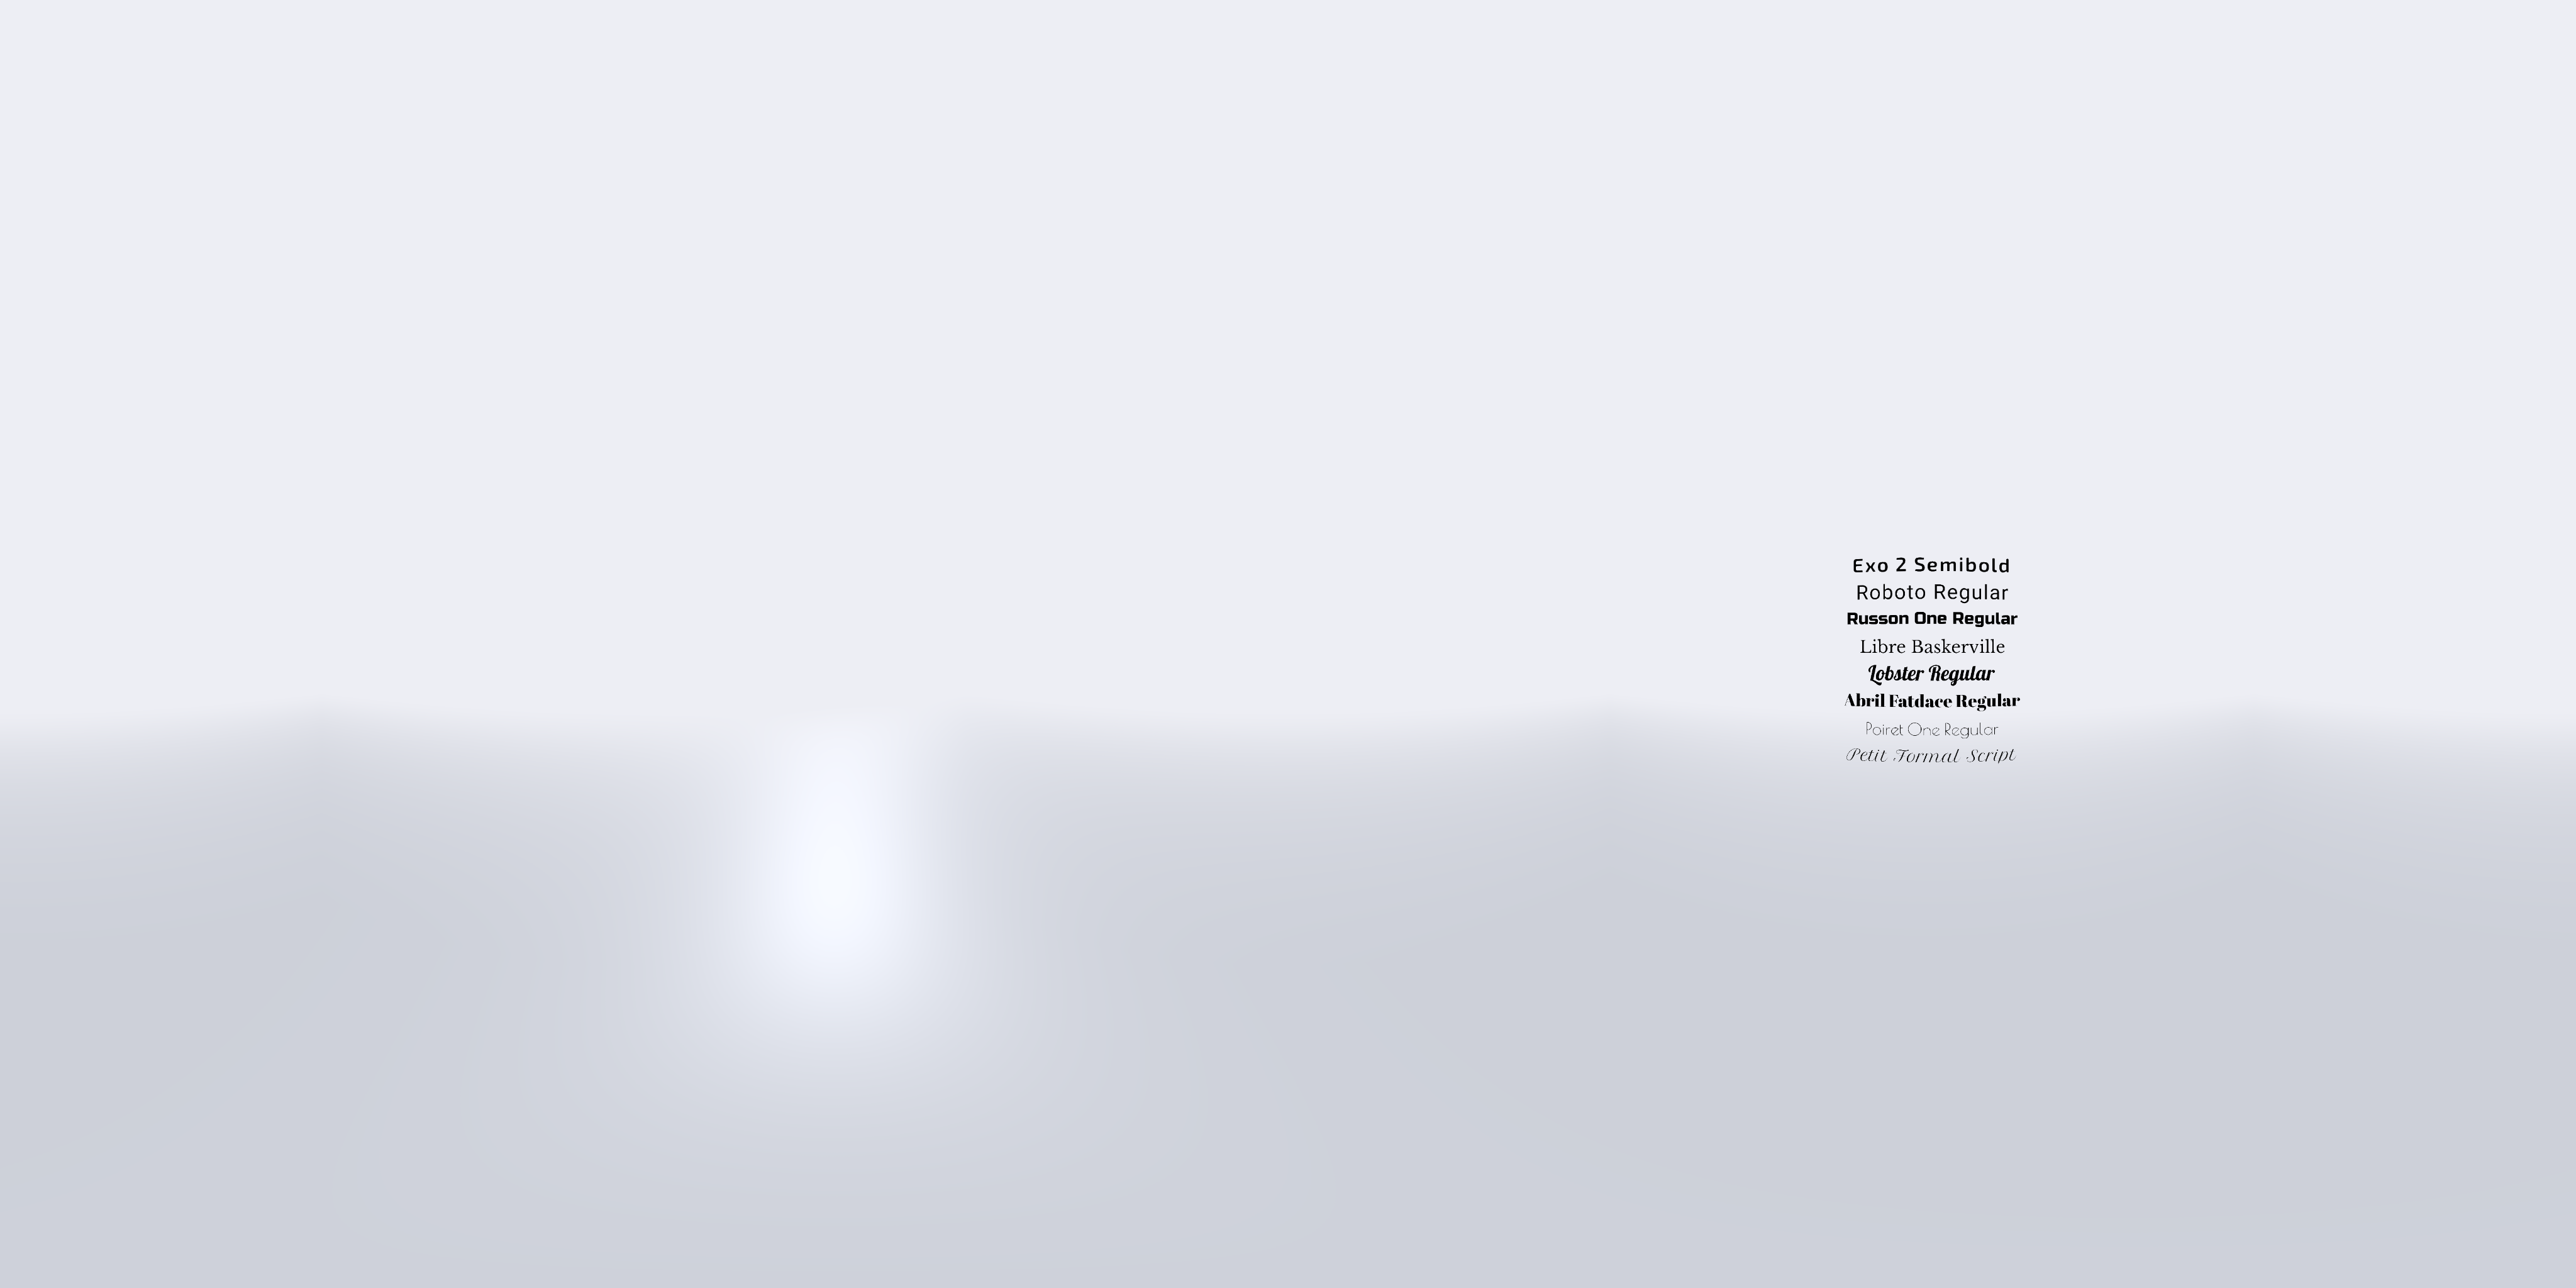 Exo 2 Semibold
Roboto Regular
Russon One Regular
Libre Baskerville
Lobster Regular
Abril Fatdace Regular
Poiret One Regular
Petit Formal Script